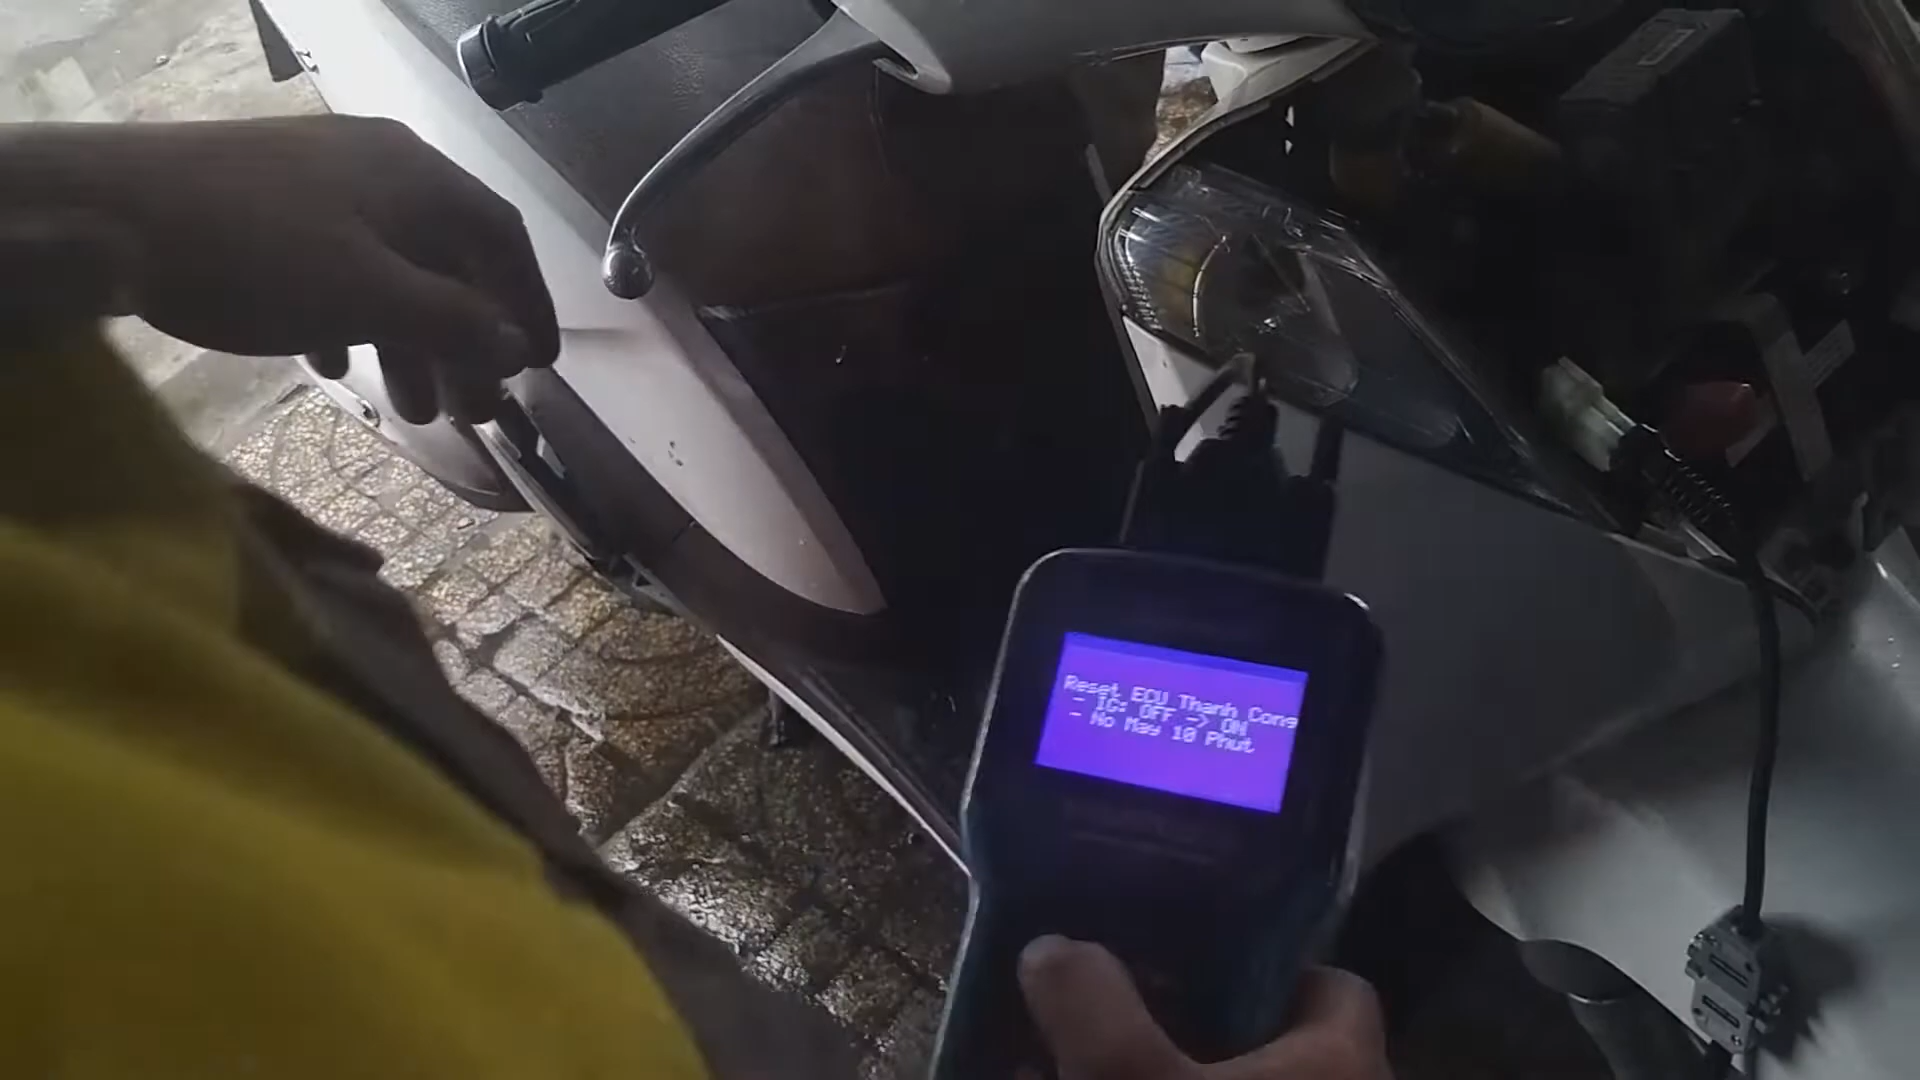 Reset ECU Thanh Cong
- IG: OFF -> ON
- No May 10 Phut